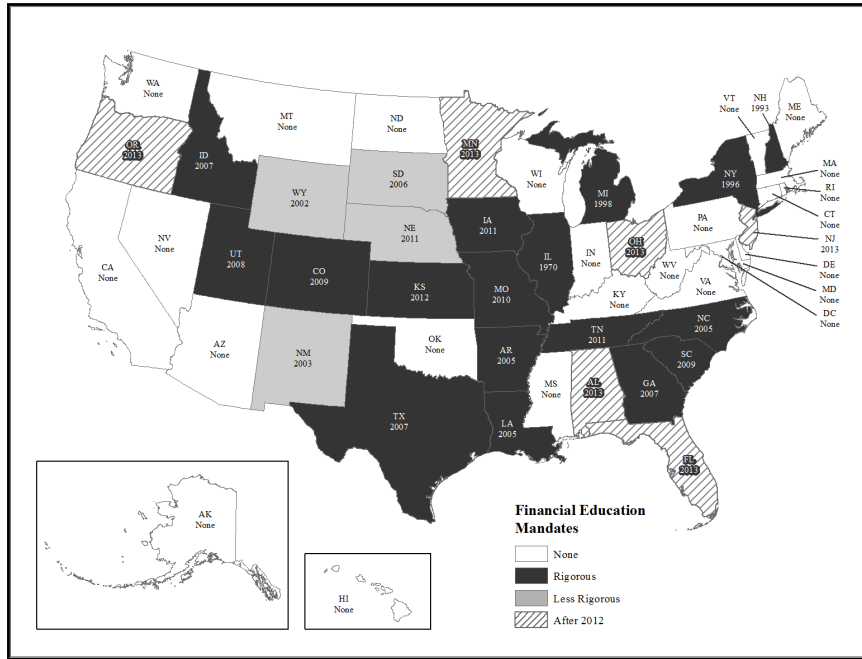 WA
None
MT
None
ND
None
MN
2013
VT
None
NH
1993
ME
None
OR
2013
ID
2007
WY
2002
SD
2006
WI
None
MI
1998
NY
1996
MA
None
RI
None
CT
None
NJ
2013
DE
None
MD
None
DC
None
NV
None
UT
2008
CO
2009
NE
2011
IA
2011
IL
1970
IN
None
OH
2013
PA
None
WV
None
VA
None
CA
None
KS
2012
MO
2010
KY
None
AZ
None
NM
2003
OK
None
AR
2005
TN
2011
NC
2005
SC
2009
TX
2007
LA
2005
MS
None
AL
2013
GA
2007
FL
2013
AK
None
HI
None
Financial Education
Mandates
None
Rigorous
Less Rigorous
After 2012